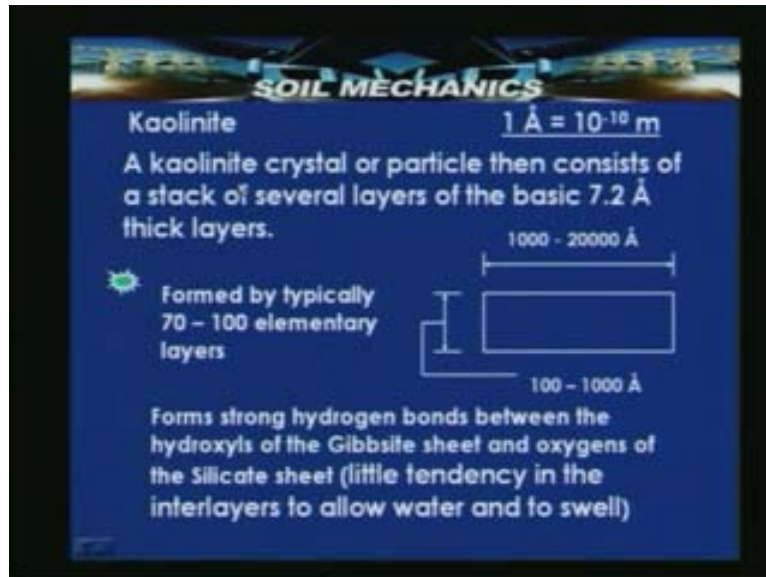 SOIL MECHANICS
Kaolinite
1 Å = 10⁻¹⁰ m
A kaolinite crystal or particle then consists of
a stack of several layers of the basic 7.2 Å
thick layers.
1000 - 20000 Å
Formed by typically
70 – 100 elementary
layers
100 – 1000 Å
Forms strong hydrogen bonds between the
hydroxyls of the Gibbsite sheet and oxygens of
the Silicate sheet (little tendency in the
interlayers to allow water and to swell)